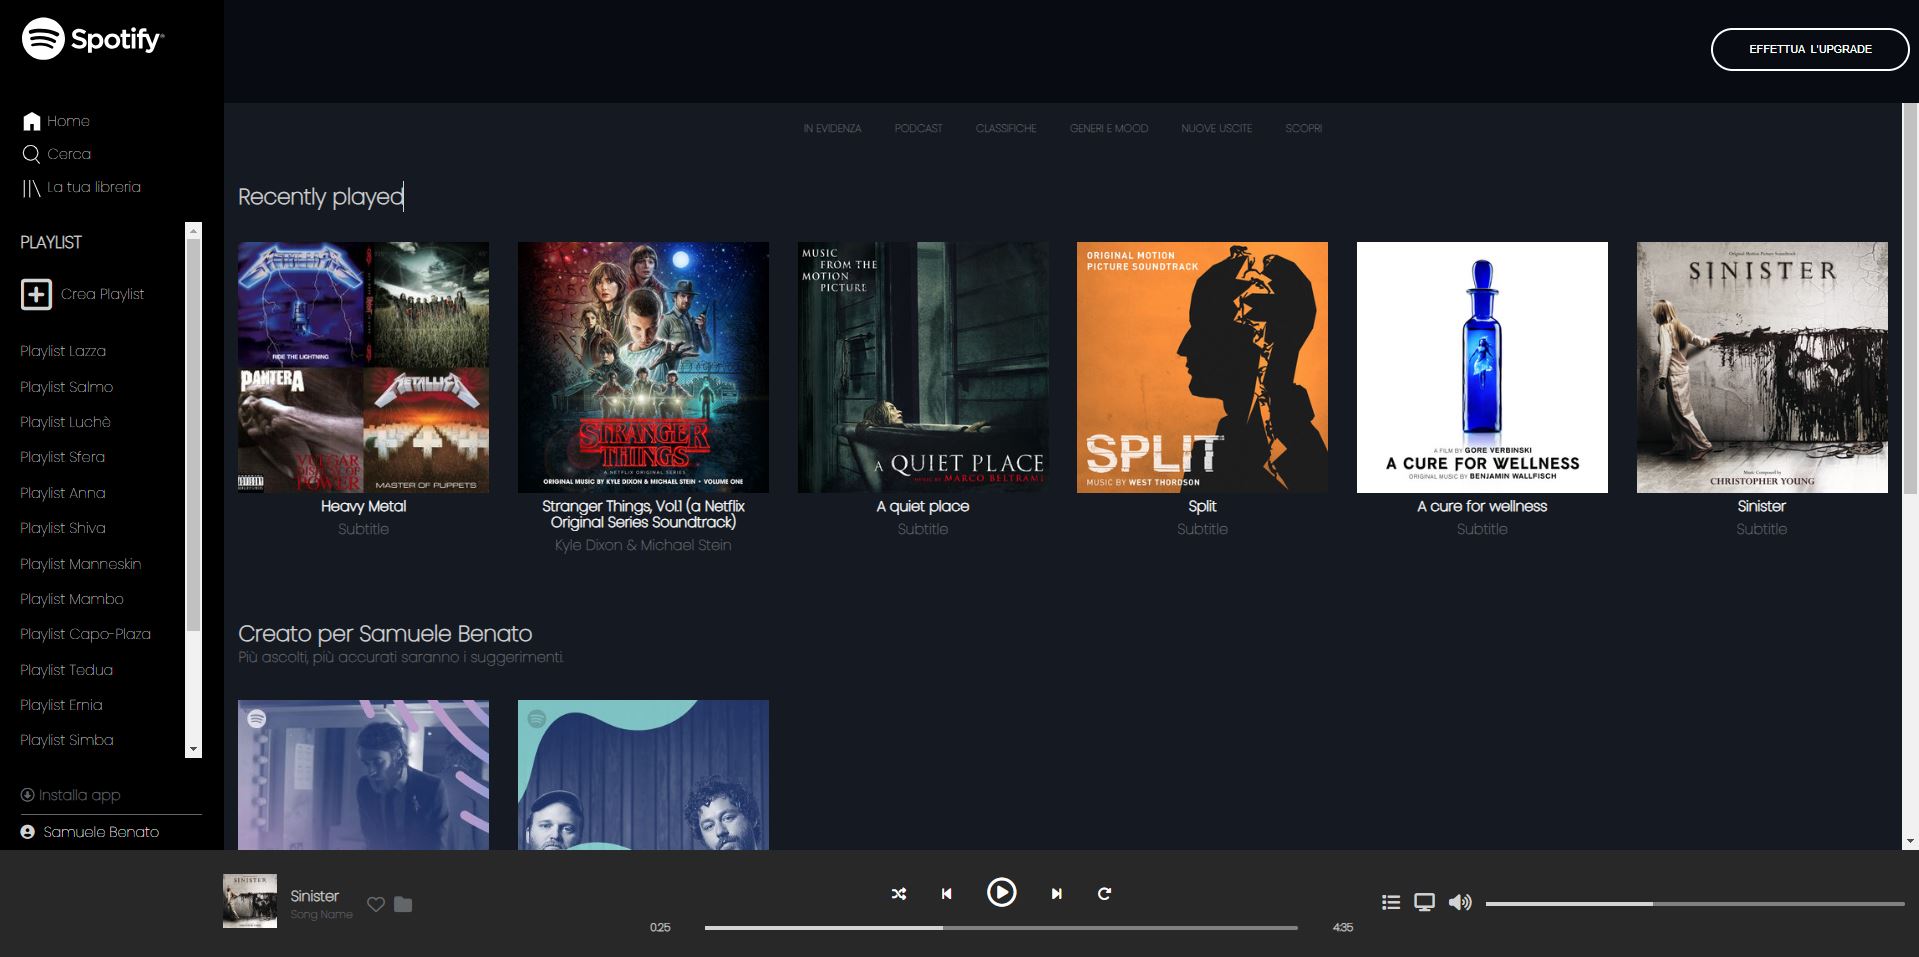 Spotify
EFFETTUA L'UPGRADE
Home
Cerca
La tua libreria
PLAYLIST
Crea Playlist
Playlist Lazza
Playlist Salmo
Playlist Luchè
Playlist Sfera
Playlist Anna
Playlist Shiva
Playlist Manneskin
Playlist Mambo
Playlist Capo-Plaza
Playlist Tedua
Playlist Ernia
Playlist Simba
Installa app
Samuele Benato
IN EVIDENZA PODCAST CLASSIFICHE GENERI E MOOD NUOVE USCITE SCOPRI
Recently played
METALLICA
RIDE THE LIGHTNING
PANTERA
VULGAR
DISPLAY OF
POWER
METALLICA
MASTER OF PUPPETS
Heavy Metal
Subtitle
STRANGER
THINGS
A NETFLIX ORIGINAL SERIES
ORIGINAL MUSIC BY KYLE DIXON & MICHAEL STEIN • VOLUME ONE
Stranger Things, Vol.1 (a Netflix
Original Series Soundtrack)
Kyle Dixon & Michael Stein
MUSIC
FROM THE
MOTION
PICTURE
A QUIET PLACE
MUSIC BY MARCO BELTRAMI
A quiet place
Subtitle
ORIGINAL MOTION
PICTURE SOUNDTRACK
SPLIT
MUSIC BY WEST THORDSON
Split
Subtitle
A FILM BY GORE VERBINSKI
A CURE FOR WELLNESS
ORIGINAL MUSIC BY BENJAMIN WALLFISCH
A cure for wellness
Subtitle
Original Motion Picture Soundtrack
SINISTER
Music Composed by
CHRISTOPHER YOUNG
Sinister
Subtitle
Creato per Samuele Benato
Più ascolti, più accurati saranno i suggerimenti.
SINISTER
Sinister
Song Name
0:25
4:35